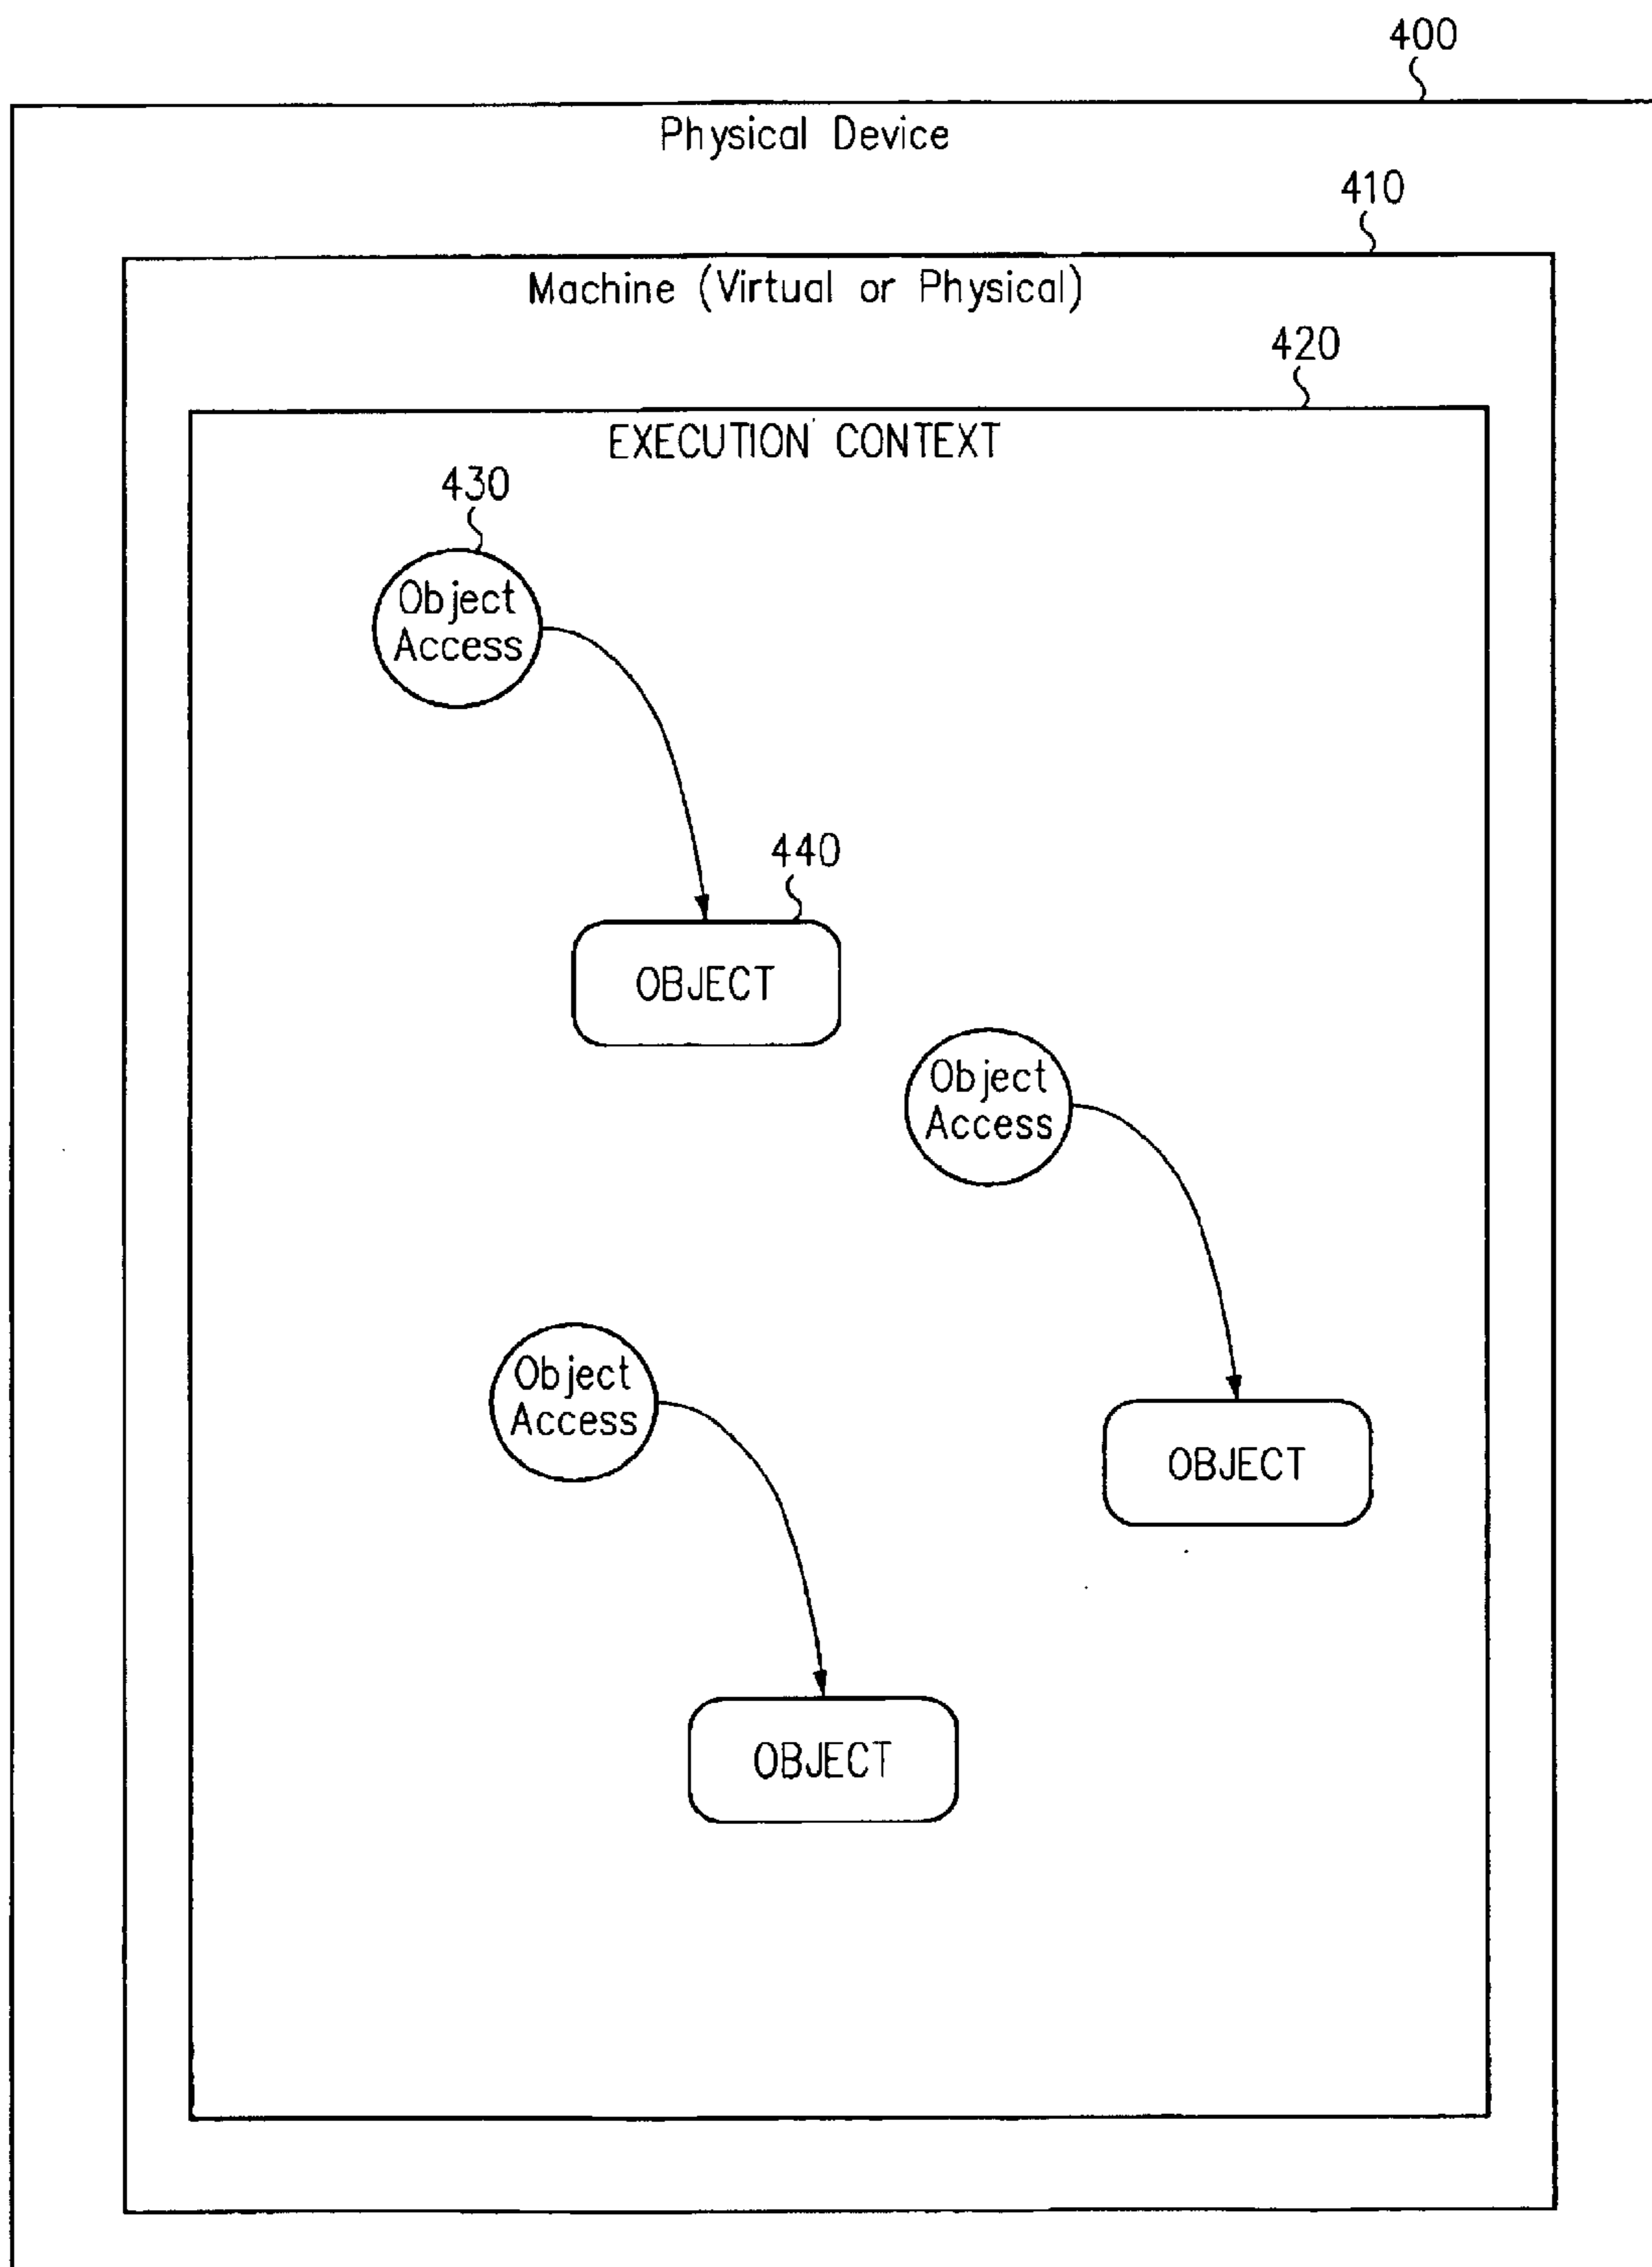 400
Physical Device
410
Machine (Virtual or Physical)
420
EXECUTION CONTEXT
430
Object
Access
440
OBJECT
Object
Access
Object
Access
OBJECT
OBJECT